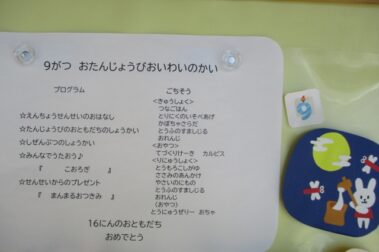 9がつ おたんじょうびおいわいのかい
プログラム
☆えんちょうせんせいのおはなし
☆たんじょうびのおともだちのしょうかい
☆しぜんぶつのしょうかい
☆みんなでうたおう♪
『 こおろぎ 』
☆せんせいからのプレゼント
『 まんまるおつきみ 』
ごちそう
<きゅうしょく>
つなごはん
とりにくのいそべあげ
かぼちゃさらだ
とうふのすましじる
おれんじ
<おやつ>
てづくりけーき カルピス
<りにゅうしょく>
とうもろこしがゆ
ささみのあんかけ
やさいのにもの
とうふのすましじる
おれんじ
(おやつ)
とうにゅうぜりー おちゃ
16にんのおともだち
おめでとう
9